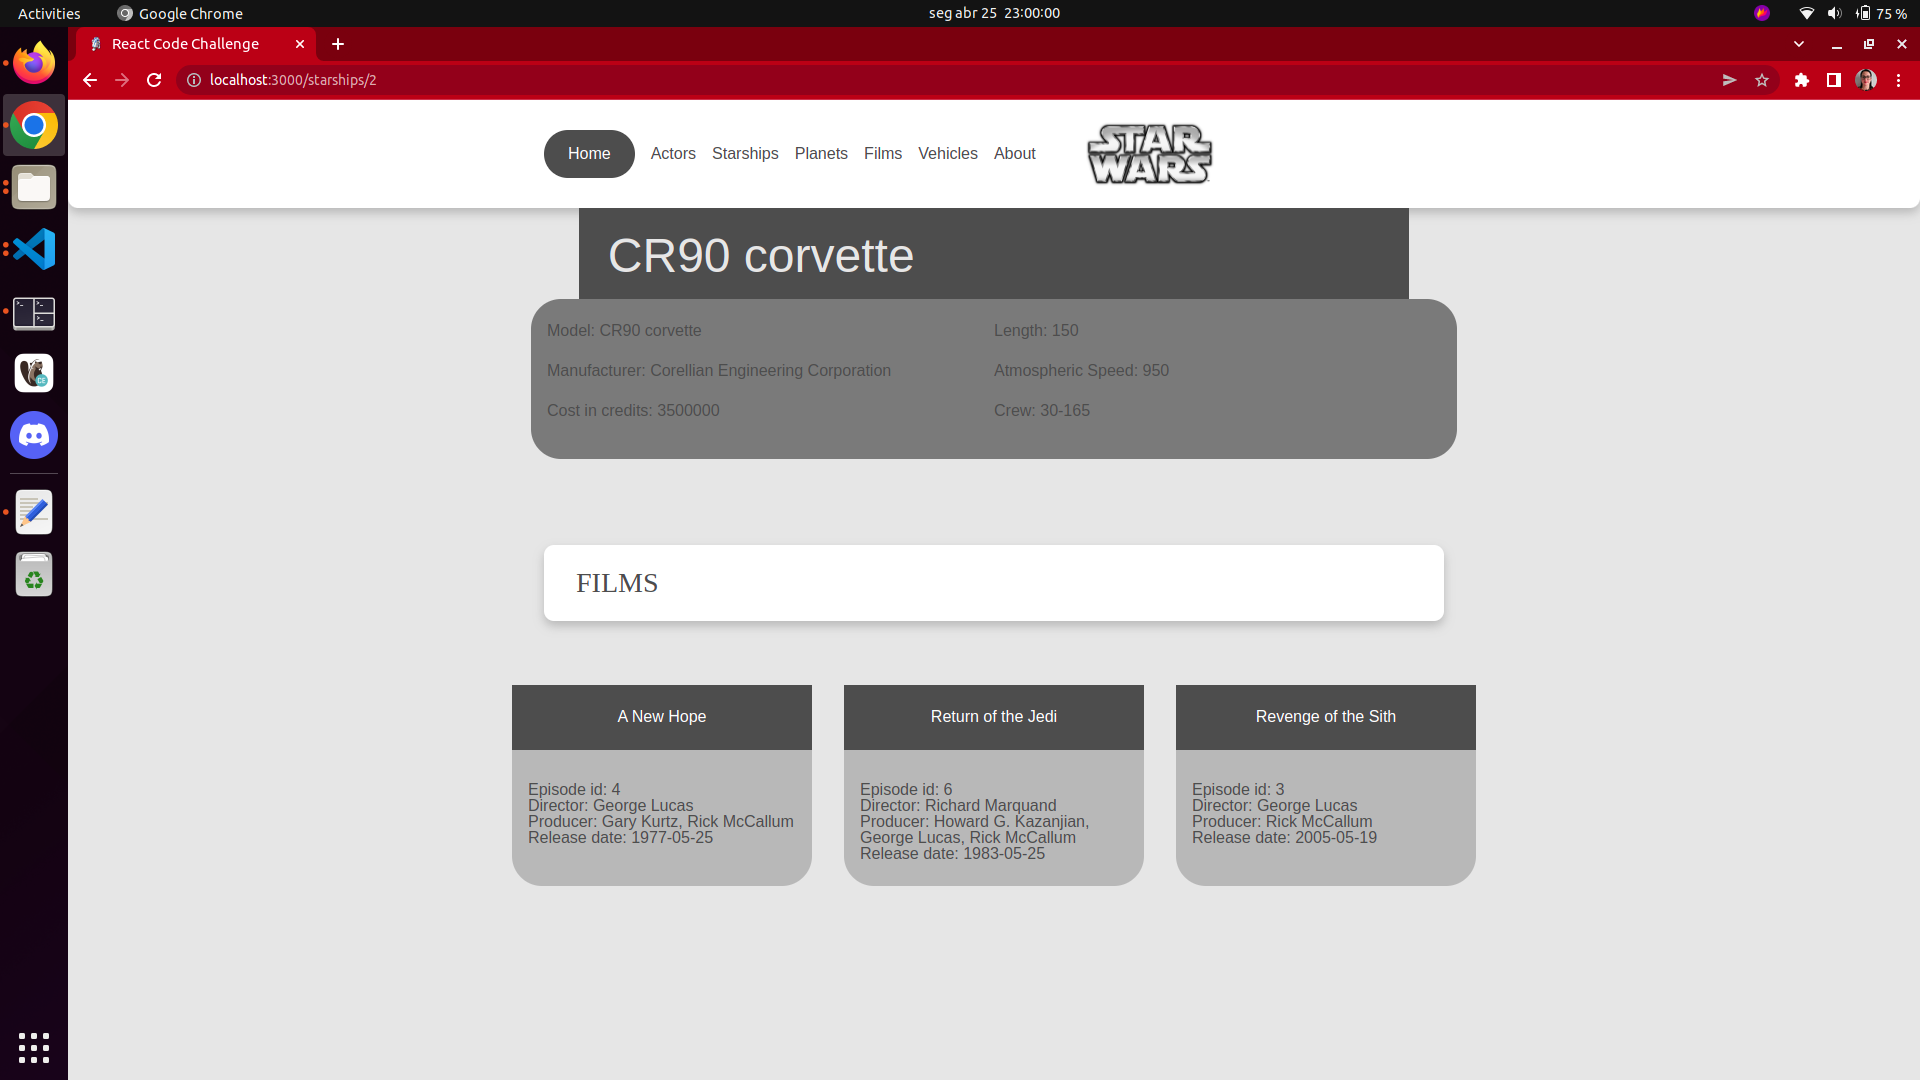 Activities Google Chrome seg abr 25 23:00:00 75 %
React Code Challenge
localhost:3000/starships/2
Home Actors Starships Planets Films Vehicles About STAR WARS
CR90 corvette
Model: CR90 corvette Length: 150
Manufacturer: Corellian Engineering Corporation Atmospheric Speed: 950
Cost in credits: 3500000 Crew: 30-165
FILMS
A New Hope
Episode id: 4
Director: George Lucas
Producer: Gary Kurtz, Rick McCallum
Release date: 1977-05-25
Return of the Jedi
Episode id: 6
Director: Richard Marquand
Producer: Howard G. Kazanjian,
George Lucas, Rick McCallum
Release date: 1983-05-25
Revenge of the Sith
Episode id: 3
Director: George Lucas
Producer: Rick McCallum
Release date: 2005-05-19